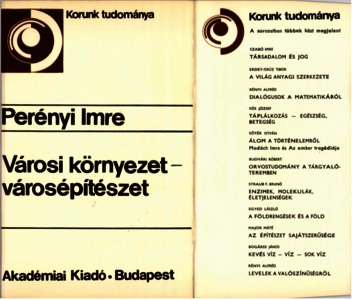 Korunk tudománya
Perényi Imre
Városi környezet –
városépítészet
Akadémiai Kiadó • Budapest
Korunk tudománya
A sorozatban többek közt megjelent
SZABÓ IMRE
TÁRSADALOM ÉS JOG
ERDEY-GRÚZ TIBOR
A VILÁG ANYAGI SZERKEZETE
RÉNYI ALFRÉD
DIALÓGUSOK A MATEMATIKÁRÓL
SÓS JÓZSEF
TÁPLÁLKOZÁS — EGÉSZSÉG,
BETEGSÉG
SŐTÉR ISTVÁN
ÁLOM A TÖRTÉNELEMRŐL
Madách Imre és Az ember tragédiája
BUDVÁRI RÓBERT
ORVOSTUDOMÁNY A TÁRGYALÓ-
TEREMBEN
STRAUB F. BRUNÓ
ENZIMEK, MOLEKULÁK,
ÉLETJELENSÉGEK
EGYED LÁSZLÓ
A FÖLDRENGÉSEK ÉS A FÖLD
MAJOR MÁTÉ
AZ ÉPÍTÉSZET SAJÁTSZERŰSÉGE
BOGÁRDI JÁNOS
KEVÉS VÍZ – VÍZ – SOK VÍZ
RÉNYI ALFRÉD
LEVELEK A VALÓSZÍNŰSÉGRŐL